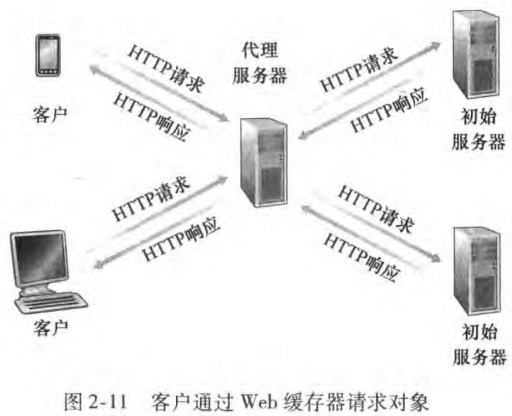 HTTP请求
HTTP响应
客户
代理
服务器
HTTP请求
HTTP响应
初始
服务器
HTTP请求
HTTP响应
客户
HTTP请求
HTTP响应
初始
服务器
图 2-11 客户通过 Web 缓存器请求对象